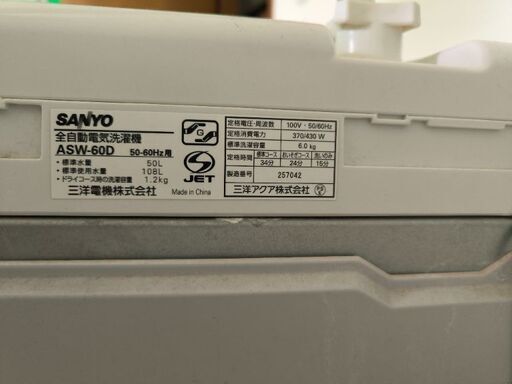 SANYO
全自動電気洗濯機
ASW-60D 50-60Hz用
・標準水量 50L
・標準使用水量 108L
・ドライコース時の洗濯容量 1.2kg
三洋電機株式会社
G
JET
Made in China
定格電圧・周波数 100V・50/60Hz
定格消費電力 370/430 W
標準洗濯容量 6.0 kg
定格時間 標準コース おいそぎコース 洗いのみ
34分 24分 15分
製造番号 257042
三洋アクア株式会社